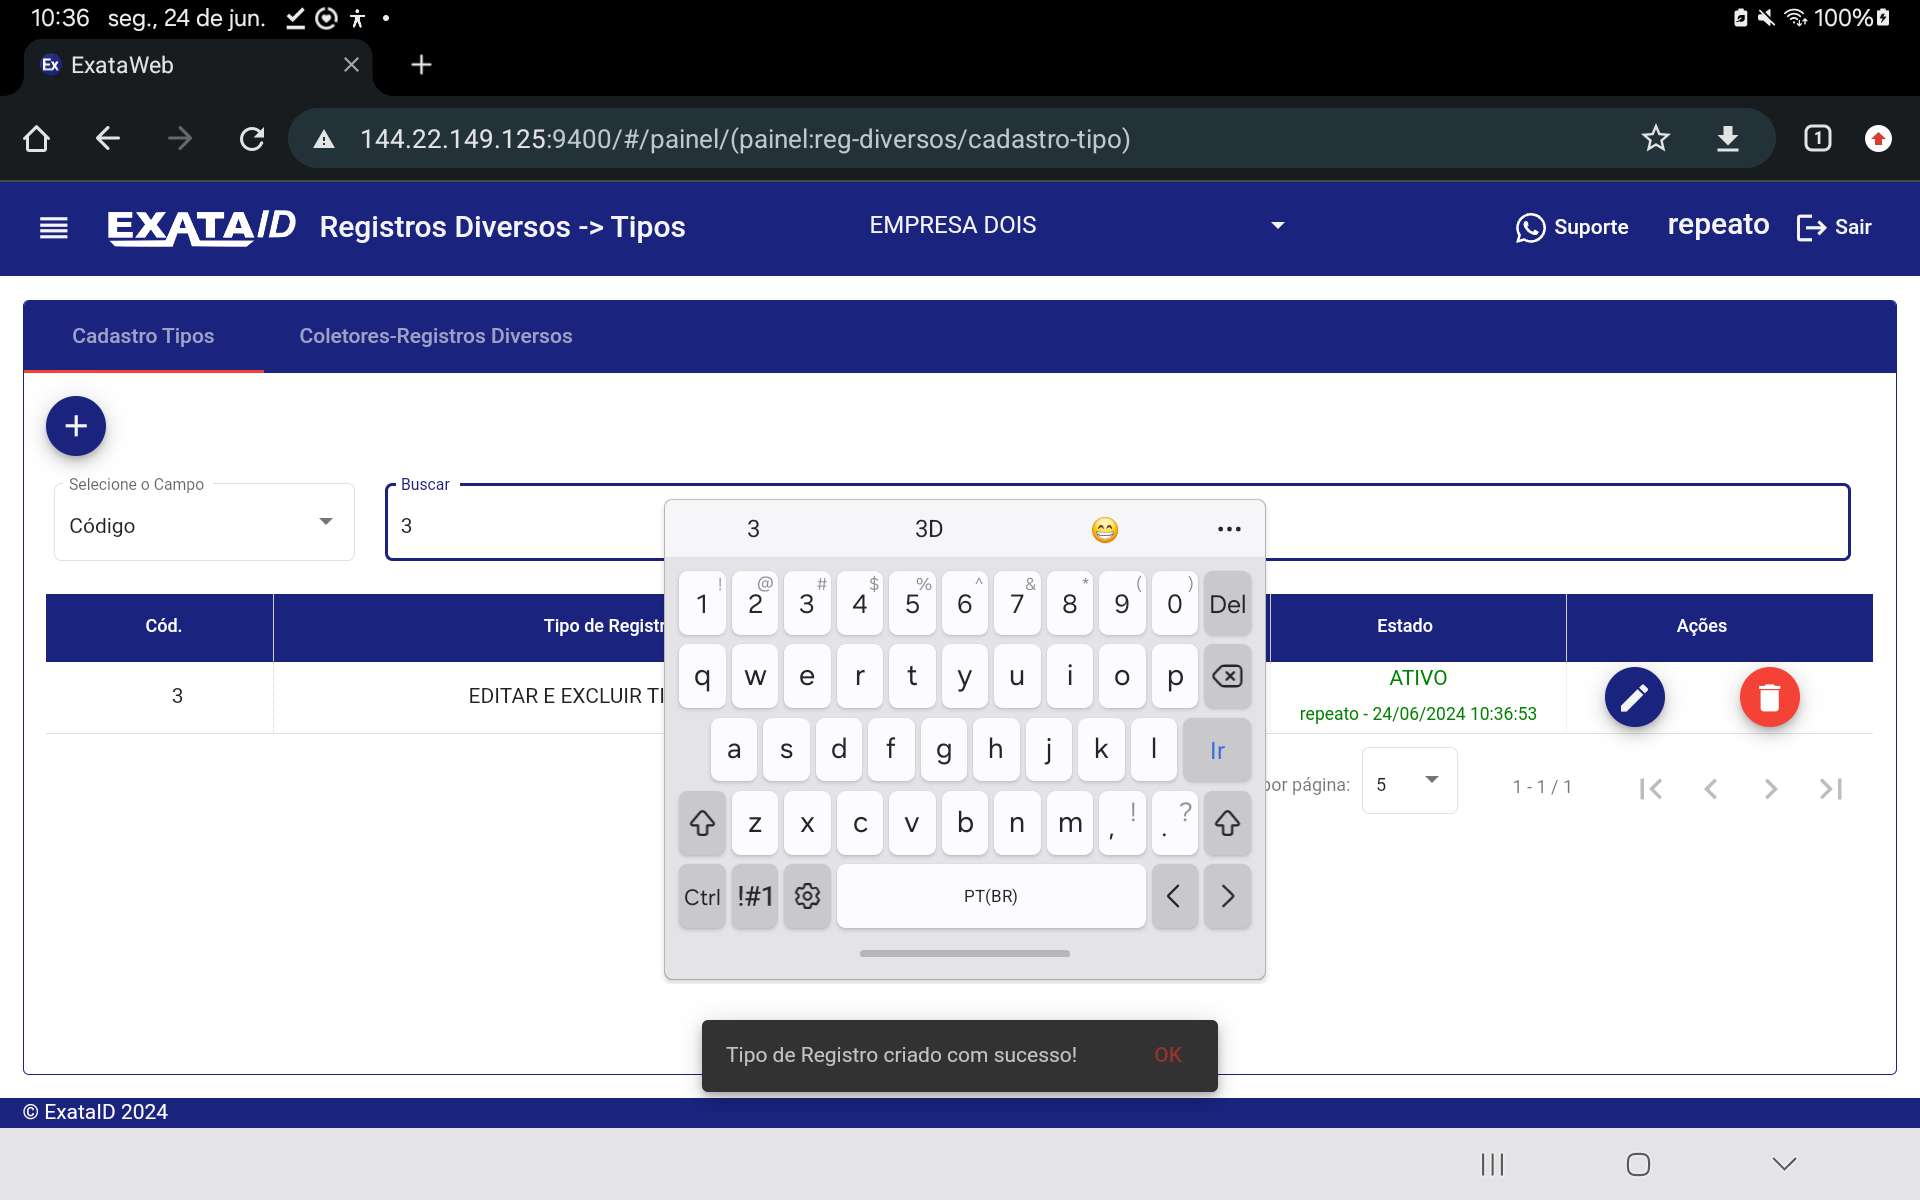 10:36 seg., 24 de jun.
100%
Ex ExataWeb
144.22.149.125:9400/#/painel/(painel:reg-diversos/cadastro-tipo)
1
EXATAID Registros Diversos -> Tipos EMPRESA DOIS Suporte repeato Sair
Cadastro Tipos Coletores-Registros Diversos
Selecione o Campo
Código
Buscar
3
3 3D
! @ # $ % ^ & * ( )
1 2 3 4 5 6 7 8 9 0 Del
q w e r t y u i o p
a s d f g h j k l Ir
z x c v b n m , ! . ?
Ctrl !#1 PT(BR)
Cód. Tipo de Registr Estado Ações
3 EDITAR E EXCLUIR TI ATIVO
repeato - 24/06/2024 10:36:53
por página: 5 1 - 1 / 1
Tipo de Registro criado com sucesso! OK
© ExataID 2024